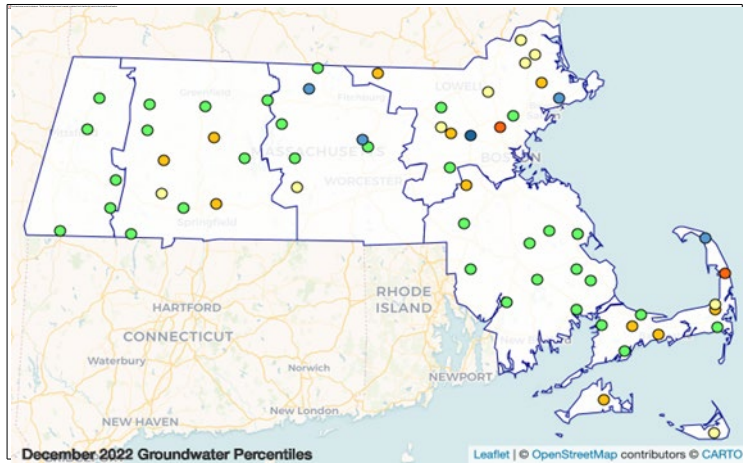 Greenfield
LOWELL
Fitchburg
Pittsfield
MASSACHUSETTS
BOSTON
WORCESTER
Springfield
HARTFORD
RHODE
ISLAND
CONNECTICUT
Waterbury
Norwich
NEWPORT
New London
NEW HAVEN
December 2022 Groundwater Percentiles
Leaflet | © OpenStreetMap contributors © CARTO